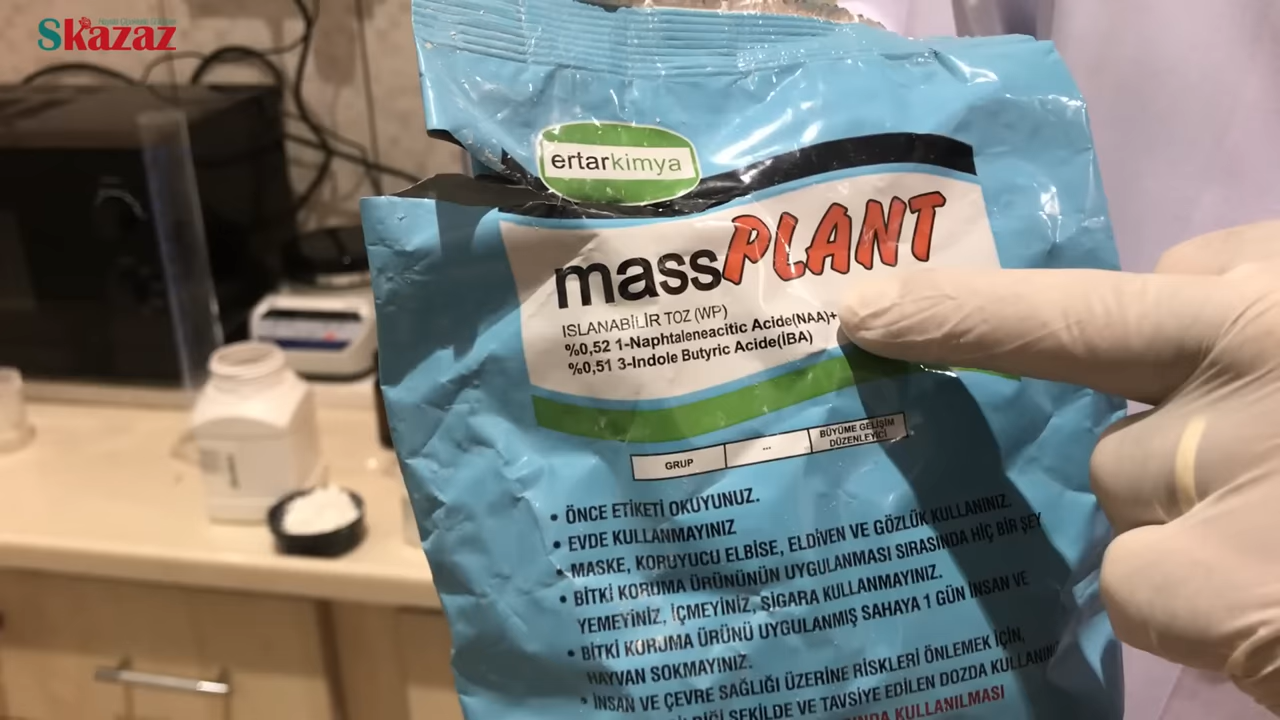 Skazaz
ertarkimya
massPLANT
ISLANABİLİR TOZ (WP)
%0,52 1-Naphtaleneacitic Acide(NAA)+
%0,51 3-Indole Butyric Acide(İBA)
GRUP
...
BÜYÜME GELİŞİM
DÜZENLEYİCİ
• ÖNCE ETİKETİ OKUYUNUZ.
• EVDE KULLANMAYINIZ
• MASKE, KORUYUCU ELBİSE, ELDİVEN VE GÖZLÜK KULLANINIZ.
• BİTKİ KORUMA ÜRÜNÜNÜN UYGULANMASI SIRASINDA HİÇ BİR ŞEY
YEMEYİNİZ, İÇMEYİNİZ, SİGARA KULLANMAYINIZ.
• BİTKİ KORUMA ÜRÜNÜ UYGULANMIŞ SAHAYA 1 GÜN İNSAN VE
HAYVAN SOKMAYINIZ.
• İNSAN VE ÇEVRE SAĞLIĞI ÜZERİNE RİSKLERİ ÖNLEMEK İÇİN,
ŞEKİLDE VE TAVSİYE EDİLEN DOZDA
KULLANILMASI